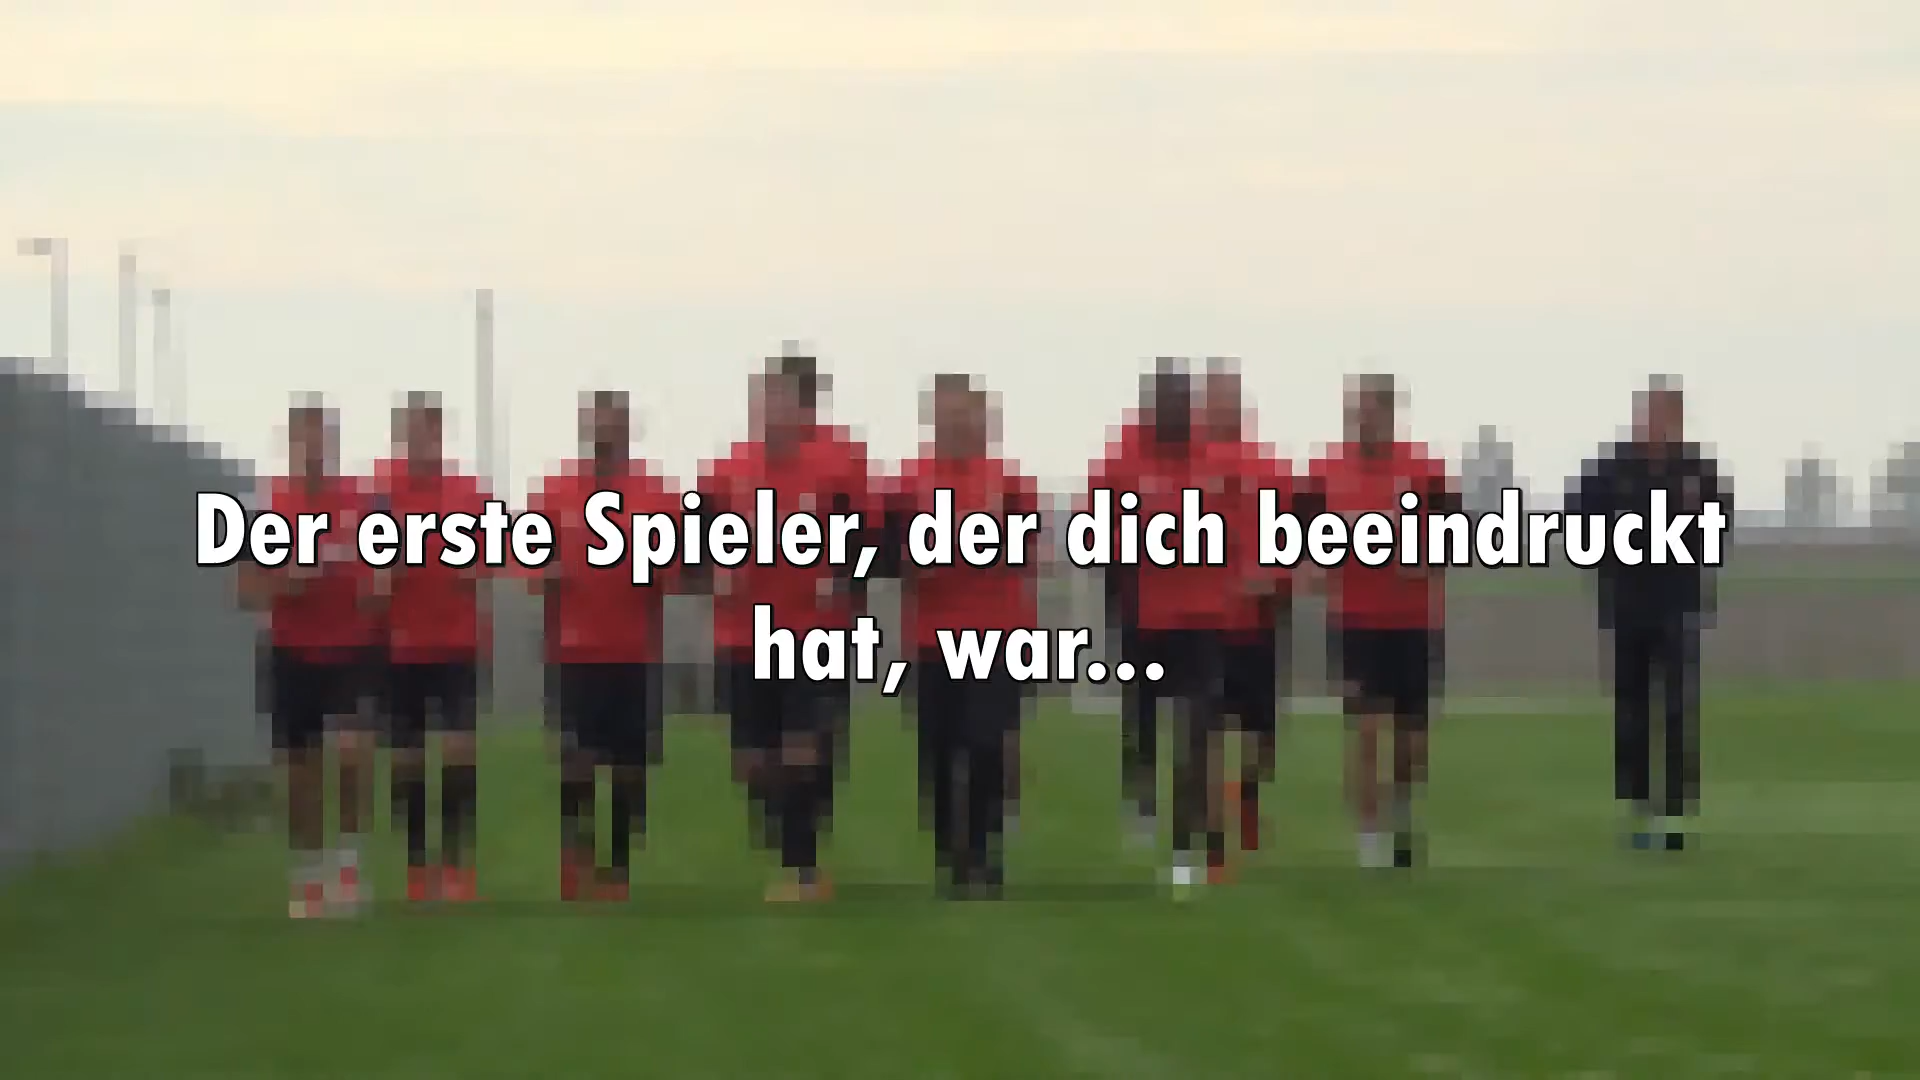 Der erste Spieler, der dich beeindruckt
hat, war...